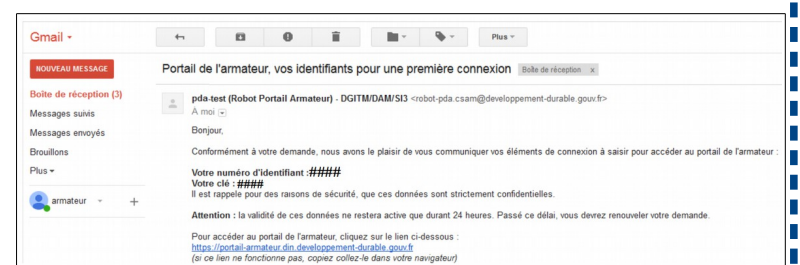 Gmail
Plus
NOUVEAU MESSAGE
Portail de l'armateur, vos identifiants pour une première connexion Boîte de réception x
Boîte de réception (3)
Messages suivis
Messages envoyés
Brouillons
Plus
armateur +
pda-test (Robot Portail Armateur) - DGITM/DAM/SI3 <robot-pda.csam@developpement-durable.gouv.fr>
À moi
Bonjour,
Conformément à votre demande, nous avons le plaisir de vous communiquer vos éléments de connexion à saisir pour accéder au portail de l'armateur :
Votre numéro d'identifiant :####
Votre clé : ####
Il est rappelé pour des raisons de sécurité, que ces données sont strictement confidentielles.
Attention : la validité de ces données ne restera active que durant 24 heures. Passé ce délai, vous devrez renouveler votre demande.
Pour accéder au portail de l'armateur, cliquez sur le lien ci-dessous :
https://portail-armateur.din.developpement-durable.gouv.fr
(si ce lien ne fonctionne pas, copiez collez-le dans votre navigateur)